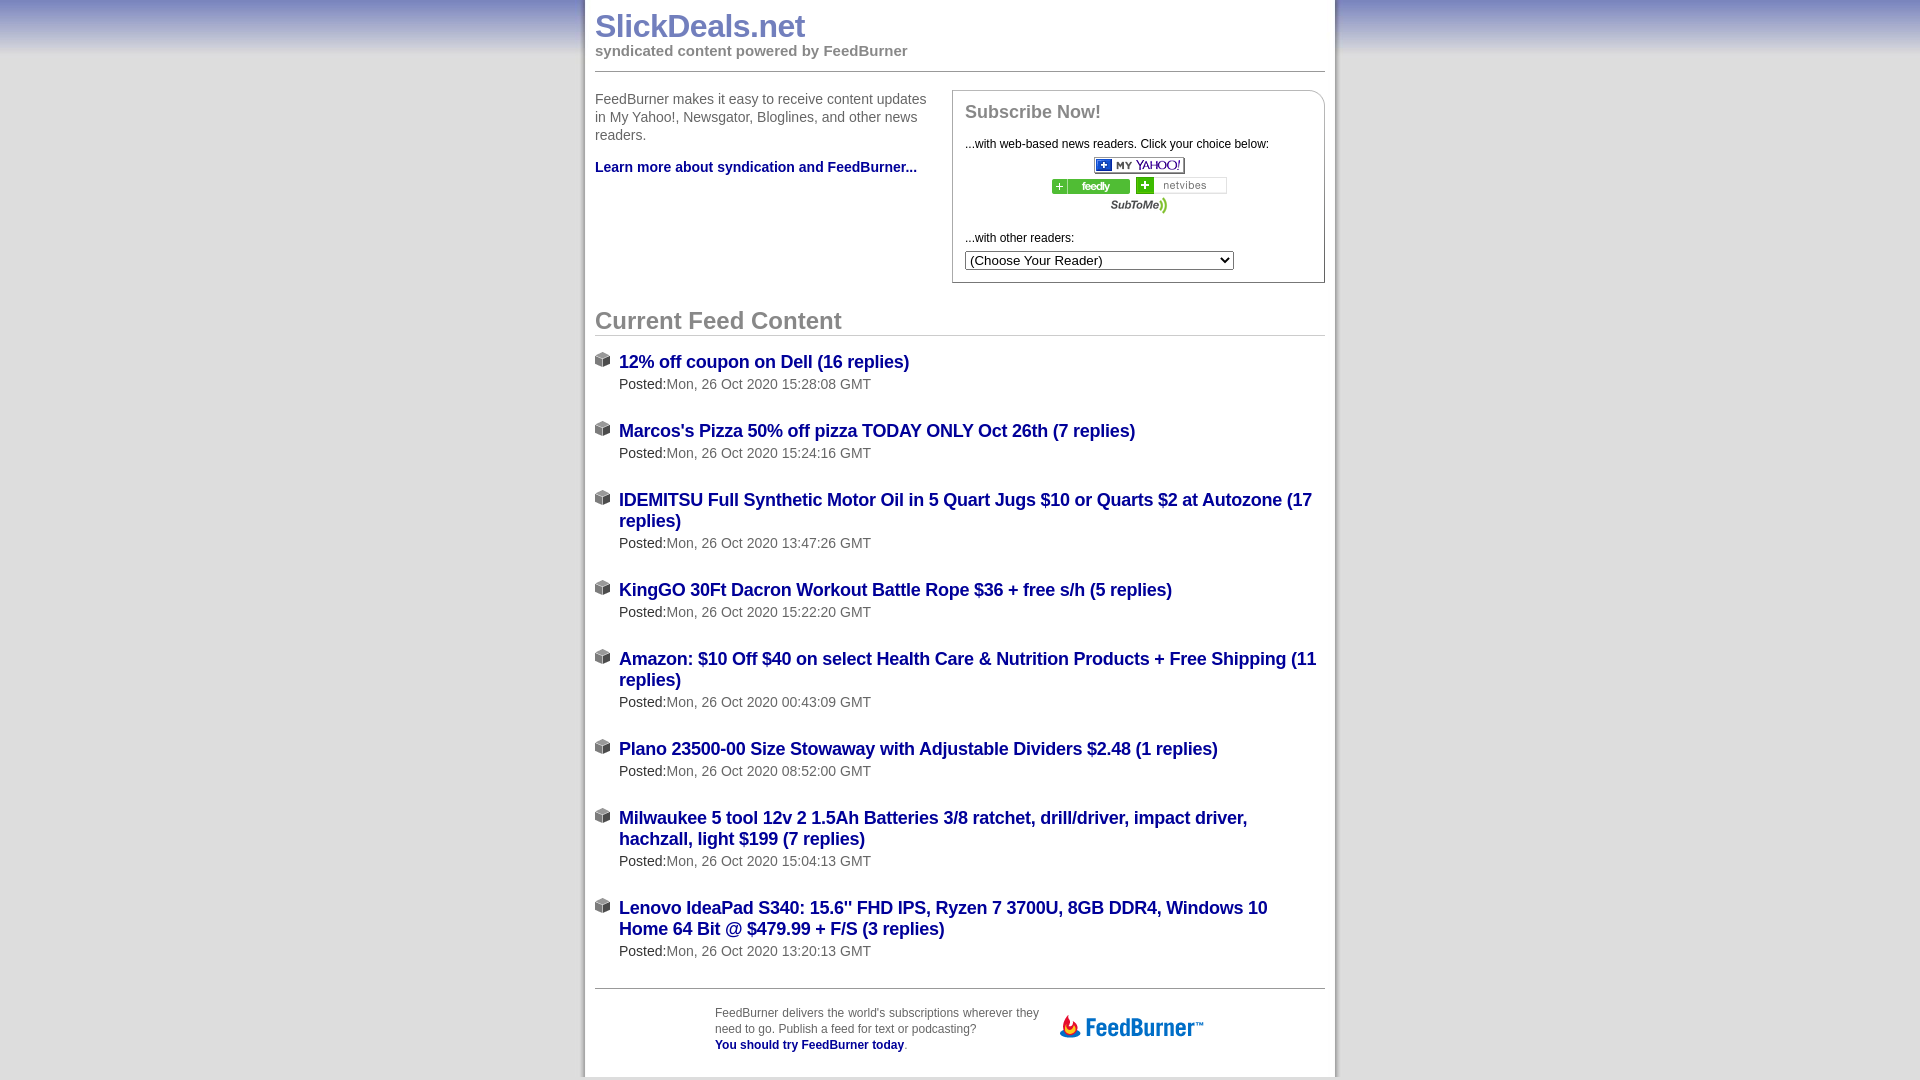 SlickDeals.net
syndicated content powered by FeedBurner
FeedBurner makes it easy to receive content updates
in My Yahoo!, Newsgator, Bloglines, and other news
readers.
Learn more about syndication and FeedBurner...
Subscribe Now!
...with web-based news readers. Click your choice below:
MY YAHOO!
feedly
netvibes
SubToMe
...with other readers:
(Choose Your Reader)
Current Feed Content
12% off coupon on Dell (16 replies)
Posted:Mon, 26 Oct 2020 15:28:08 GMT
Marcos's Pizza 50% off pizza TODAY ONLY Oct 26th (7 replies)
Posted:Mon, 26 Oct 2020 15:24:16 GMT
IDEMITSU Full Synthetic Motor Oil in 5 Quart Jugs $10 or Quarts $2 at Autozone (17
replies)
Posted:Mon, 26 Oct 2020 13:47:26 GMT
KingGO 30Ft Dacron Workout Battle Rope $36 + free s/h (5 replies)
Posted:Mon, 26 Oct 2020 15:22:20 GMT
Amazon: $10 Off $40 on select Health Care & Nutrition Products + Free Shipping (11
replies)
Posted:Mon, 26 Oct 2020 00:43:09 GMT
Plano 23500-00 Size Stowaway with Adjustable Dividers $2.48 (1 replies)
Posted:Mon, 26 Oct 2020 08:52:00 GMT
Milwaukee 5 tool 12v 2 1.5Ah Batteries 3/8 ratchet, drill/driver, impact driver,
hachzall, light $199 (7 replies)
Posted:Mon, 26 Oct 2020 15:04:13 GMT
Lenovo IdeaPad S340: 15.6'' FHD IPS, Ryzen 7 3700U, 8GB DDR4, Windows 10
Home 64 Bit @ $479.99 + F/S (3 replies)
Posted:Mon, 26 Oct 2020 13:20:13 GMT
FeedBurner delivers the world's subscriptions wherever they
need to go. Publish a feed for text or podcasting?
You should try FeedBurner today.
FeedBurner™